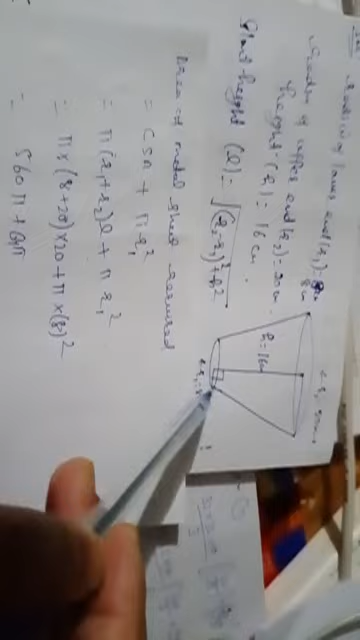 Radius of lower end (r₁) = 8 cm
Radius of upper end (r₂) = 20 cm
height (h) = 16 cm.
Slant height (l) = √(r₂-r₁)²+h²
Area of metal sheet required
= CSA + πr₁²
= π(r₁+r₂)l + πr₁²
= π×(8+20)×20+π×(8)²
= 560π+64π
=
h=16cm